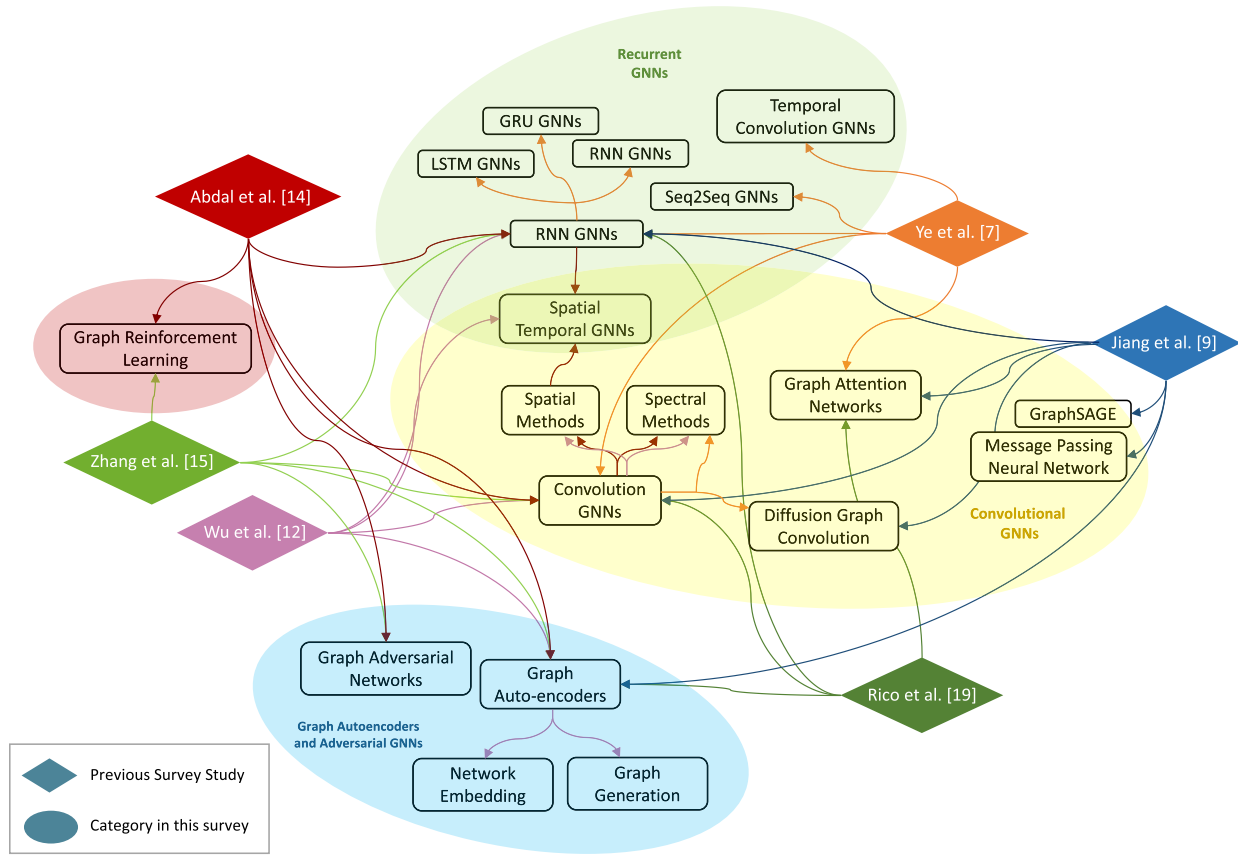 Recurrent
GNNs
Temporal
Convolution GNNs
GRU GNNs
RNN GNNs
LSTM GNNs
Seq2Seq GNNs
Abdal et al. [14]
RNN GNNs
Ye et al. [7]
Spatial
Temporal GNNs
Graph Reinforcement
Learning
Jiang et al. [9]
Graph Attention
Networks
Spatial
Methods
Spectral
Methods
GraphSAGE
Message Passing
Neural Network
Zhang et al. [15]
Convolution
GNNs
Diffusion Graph
Convolution
Convolutional
GNNs
Wu et al. [12]
Graph Adversarial
Networks
Graph
Auto-encoders
Rico et al. [19]
Graph Autoencoders
and Adversarial GNNs
Network
Embedding
Graph
Generation
Previous Survey Study
Category in this survey